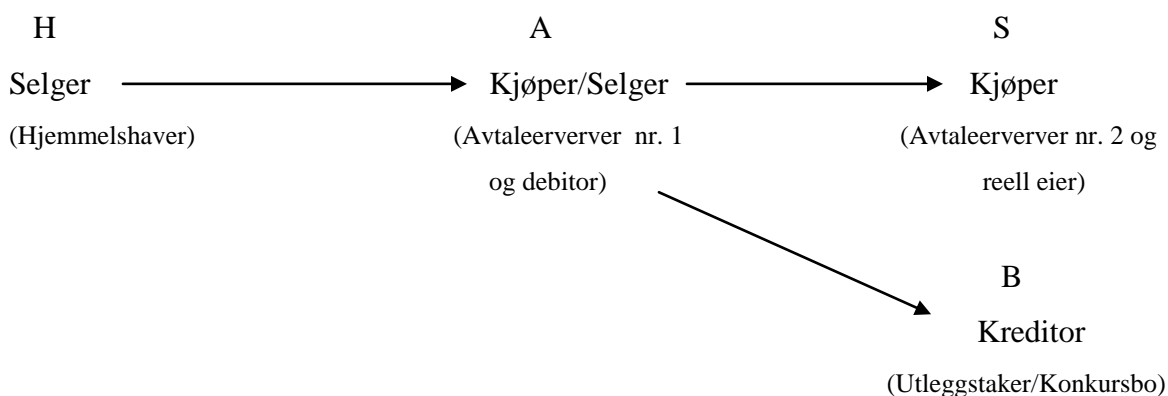 H A S
Selger Kjøper/Selger Kjøper
(Hjemmelshaver) (Avtaleerverver nr. 1 (Avtaleerverver nr. 2 og
og debitor) reell eier)
B
Kreditor
(Utleggstaker/Konkursbo)